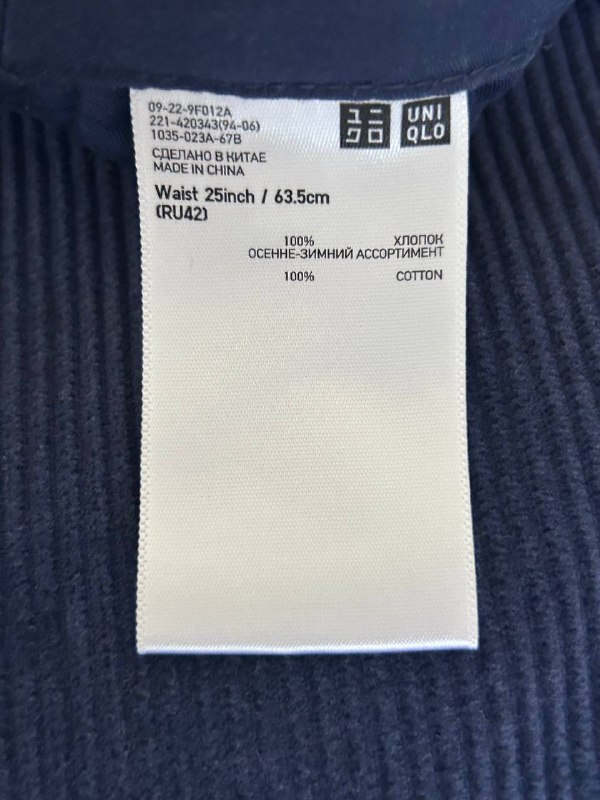 09-22-9F012A
221-420343(94-06)
1035-023A-67B
ユニ
クロ
UNI
QLO
СДЕЛАНО В КИТАЕ
MADE IN CHINA
Waist 25inch / 63.5cm
(RU42)
100% ХЛОПОК
ОСЕННЕ-ЗИМНИЙ АССОРТИМЕНТ
100% COTTON